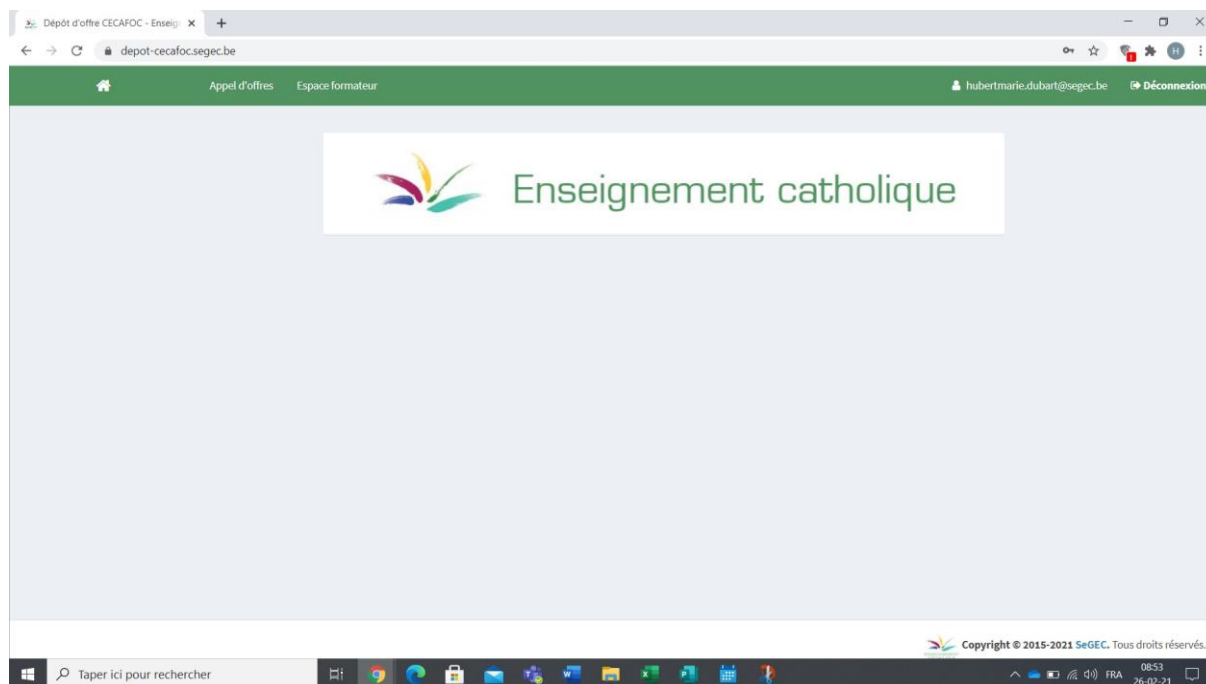 Dépôt d'offre CECAFOC - Enseig
depot-cecafoc.segec.be
Appel d'offres Espace formateur hubertmarie.dubart@segec.be Déconnexion
Enseignement catholique
Copyright © 2015-2021 SeGEC. Tous droits réservés.
Taper ici pour rechercher FRA 08:53
26-02-21